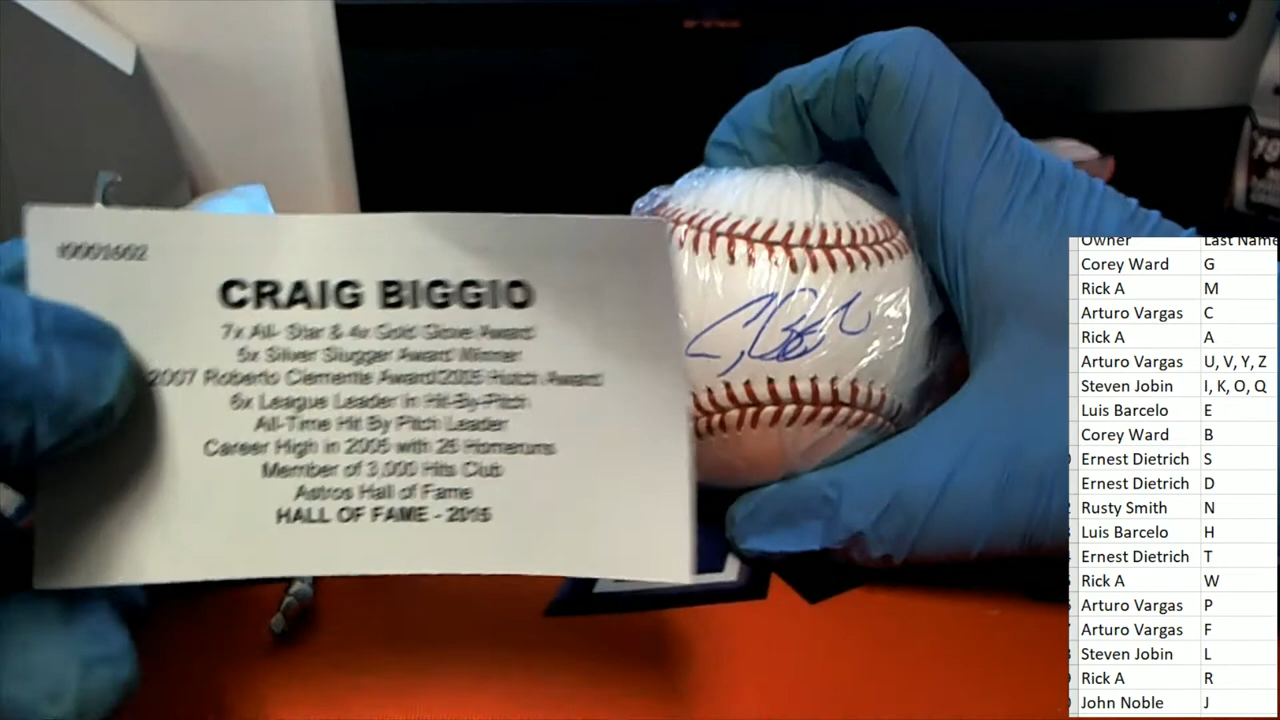 t0001602
CRAIG BIGGIO
7x All- Star & 4x Gold Glove Award
5x Silver Slugger Award Winner
2007 Roberto Clemente Award/2005 Hutch Award
6x League Leader in Hit-By-Pitch
All-Time Hit By Pitch Leader
Career High in 2005 with 26 Homeruns
Member of 3,000 Hits Club
Astros Hall of Fame
HALL OF FAME - 2015
Owner Last Name
Corey Ward G
Rick A M
Arturo Vargas C
Rick A A
Arturo Vargas U, V, Y, Z
Steven Jobin I, K, O, Q
Luis Barcelo E
Corey Ward B
Ernest Dietrich S
Ernest Dietrich D
Rusty Smith N
Luis Barcelo H
Ernest Dietrich T
Rick A W
Arturo Vargas P
Arturo Vargas F
Steven Jobin L
Rick A R
John Noble J